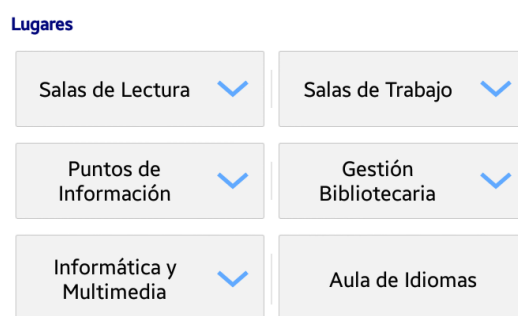 Lugares
Salas de Lectura
Salas de Trabajo
Puntos de
Información
Gestión
Bibliotecaria
Informática y
Multimedia
Aula de Idiomas